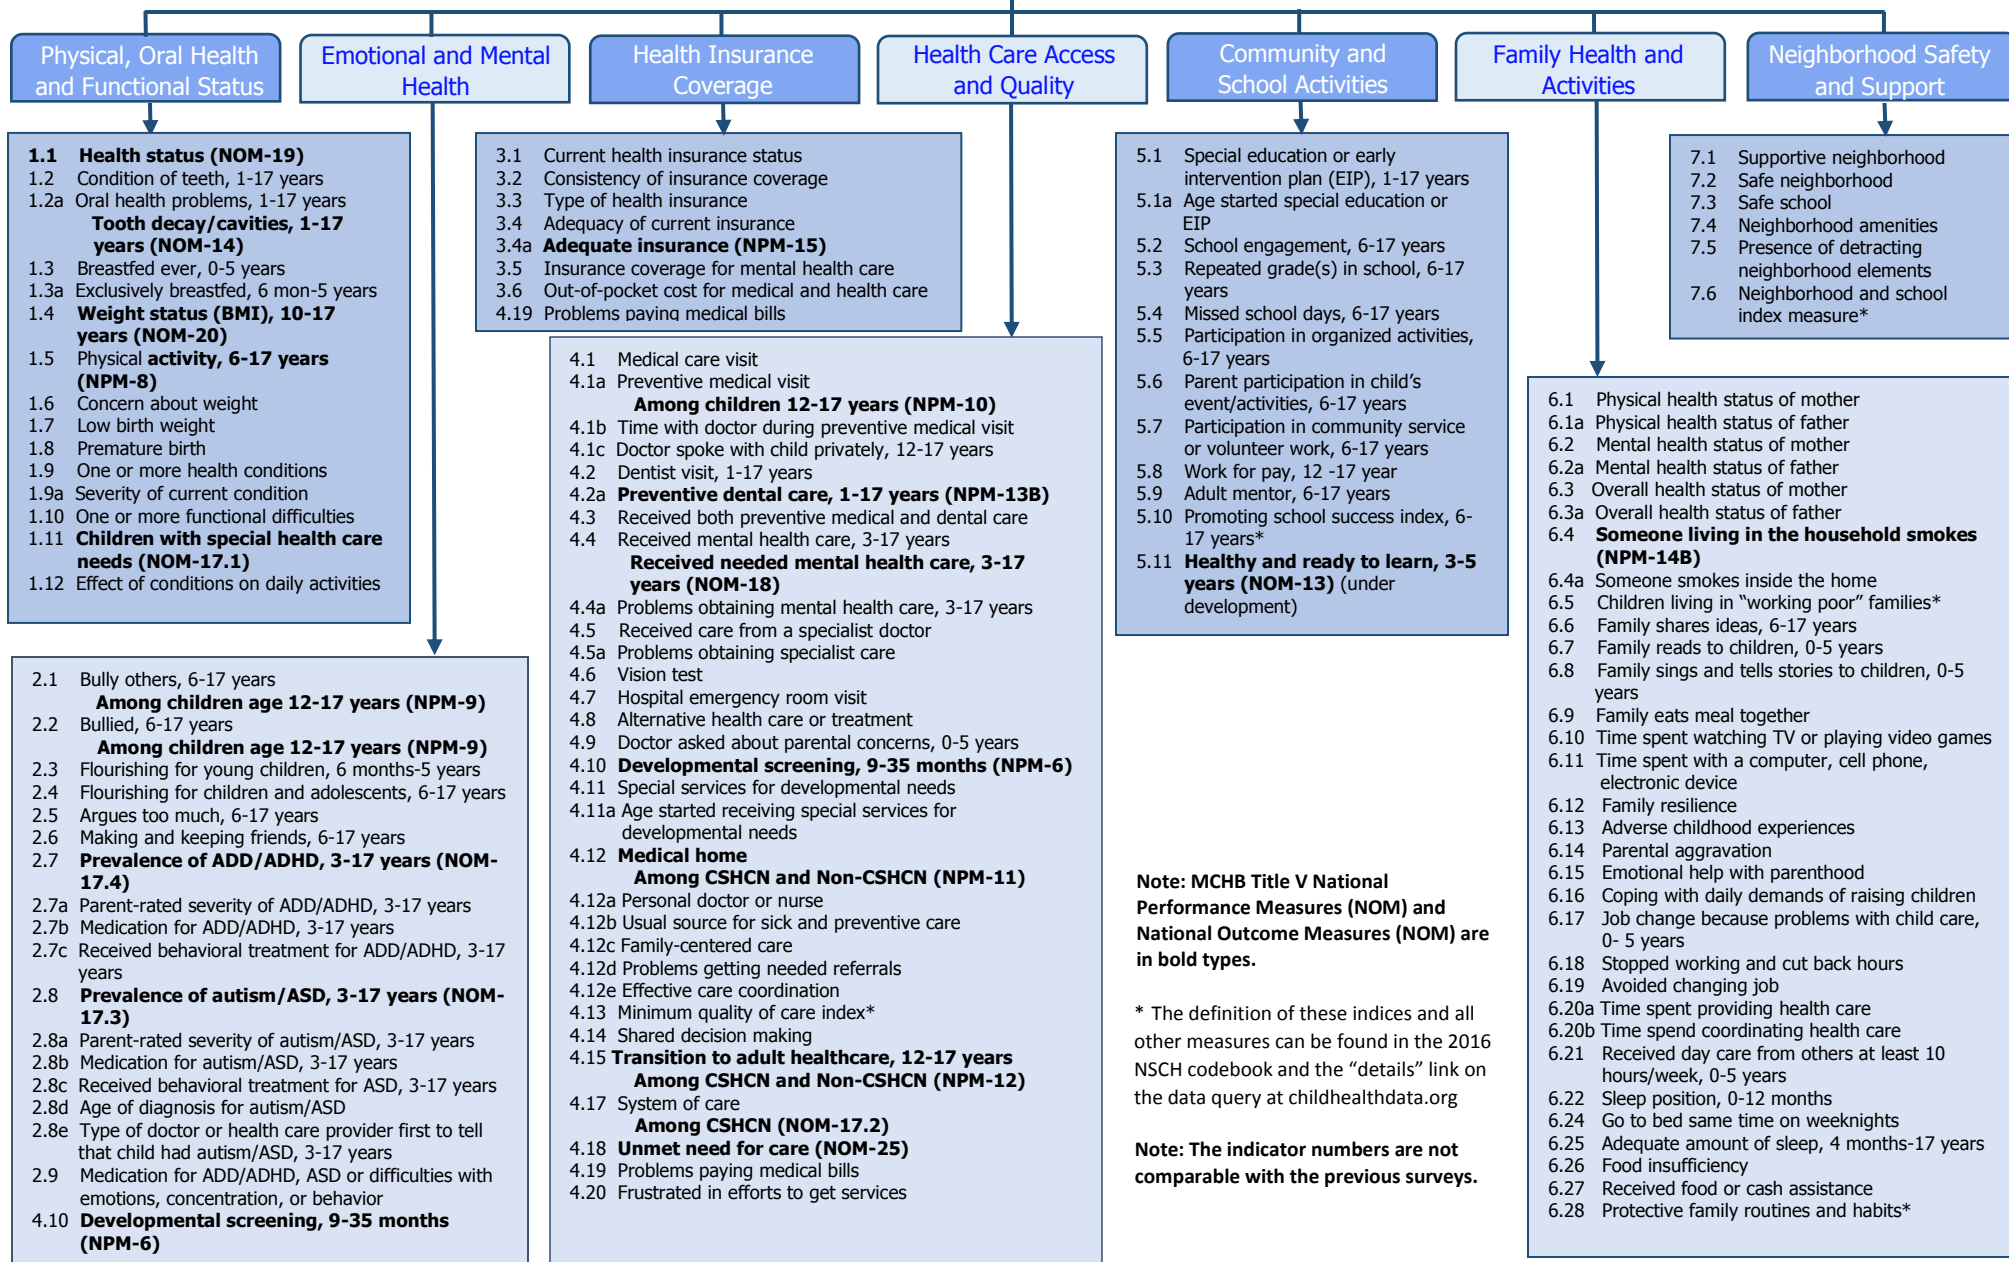 Physical, Oral Health
and Functional Status
Emotional and Mental
Health
Health Insurance
Coverage
Health Care Access
and Quality
Community and
School Activities
Family Health and
Activities
Neighborhood Safety
and Support
1.1 Health status (NOM-19)
1.2 Condition of teeth, 1-17 years
1.2a Oral health problems, 1-17 years
Tooth decay/cavities, 1-17
years (NOM-14)
1.3 Breastfed ever, 0-5 years
1.3a Exclusively breastfed, 6 mon-5 years
1.4 Weight status (BMI), 10-17
years (NOM-20)
1.5 Physical activity, 6-17 years
(NPM-8)
1.6 Concern about weight
1.7 Low birth weight
1.8 Premature birth
1.9 One or more health conditions
1.9a Severity of current condition
1.10 One or more functional difficulties
1.11 Children with special health care
needs (NOM-17.1)
1.12 Effect of conditions on daily activities
2.1 Bully others, 6-17 years
Among children age 12-17 years (NPM-9)
2.2 Bullied, 6-17 years
Among children age 12-17 years (NPM-9)
2.3 Flourishing for young children, 6 months-5 years
2.4 Flourishing for children and adolescents, 6-17 years
2.5 Argues too much, 6-17 years
2.6 Making and keeping friends, 6-17 years
2.7 Prevalence of ADD/ADHD, 3-17 years (NOM-
17.4)
2.7a Parent-rated severity of ADD/ADHD, 3-17 years
2.7b Medication for ADD/ADHD, 3-17 years
2.7c Received behavioral treatment for ADD/ADHD, 3-17
years
2.8 Prevalence of autism/ASD, 3-17 years (NOM-
17.3)
2.8a Parent-rated severity of autism/ASD, 3-17 years
2.8b Medication for autism/ASD, 3-17 years
2.8c Received behavioral treatment for ASD, 3-17 years
2.8d Age of diagnosis for autism/ASD
2.8e Type of doctor or health care provider first to tell
that child had autism/ASD, 3-17 years
2.9 Medication for ADD/ADHD, ASD or difficulties with
emotions, concentration, or behavior
4.10 Developmental screening, 9-35 months
(NPM-6)
3.1 Current health insurance status
3.2 Consistency of insurance coverage
3.3 Type of health insurance
3.4 Adequacy of current insurance
3.4a Adequate insurance (NPM-15)
3.5 Insurance coverage for mental health care
3.6 Out-of-pocket cost for medical and health care
4.19 Problems paying medical bills
4.1 Medical care visit
4.1a Preventive medical visit
Among children 12-17 years (NPM-10)
4.1b Time with doctor during preventive medical visit
4.1c Doctor spoke with child privately, 12-17 years
4.2 Dentist visit, 1-17 years
4.2a Preventive dental care, 1-17 years (NPM-13B)
4.3 Received both preventive medical and dental care
4.4 Received mental health care, 3-17 years
Received needed mental health care, 3-17
years (NOM-18)
4.4a Problems obtaining mental health care, 3-17 years
4.5 Received care from a specialist doctor
4.5a Problems obtaining specialist care
4.6 Vision test
4.7 Hospital emergency room visit
4.8 Alternative health care or treatment
4.9 Doctor asked about parental concerns, 0-5 years
4.10 Developmental screening, 9-35 months (NPM-6)
4.11 Special services for developmental needs
4.11a Age started receiving special services for
developmental needs
4.12 Medical home
Among CSHCN and Non-CSHCN (NPM-11)
4.12a Personal doctor or nurse
4.12b Usual source for sick and preventive care
4.12c Family-centered care
4.12d Problems getting needed referrals
4.12e Effective care coordination
4.13 Minimum quality of care index*
4.14 Shared decision making
4.15 Transition to adult healthcare, 12-17 years
Among CSHCN and Non-CSHCN (NPM-12)
4.17 System of care
Among CSHCN (NOM-17.2)
4.18 Unmet need for care (NOM-25)
4.19 Problems paying medical bills
4.20 Frustrated in efforts to get services
5.1 Special education or early
intervention plan (EIP), 1-17 years
5.1a Age started special education or
EIP
5.2 School engagement, 6-17 years
5.3 Repeated grade(s) in school, 6-17
years
5.4 Missed school days, 6-17 years
5.5 Participation in organized activities,
6-17 years
5.6 Parent participation in child's
event/activities, 6-17 years
5.7 Participation in community service
or volunteer work, 6-17 years
5.8 Work for pay, 12 -17 year
5.9 Adult mentor, 6-17 years
5.10 Promoting school success index, 6-
17 years*
5.11 Healthy and ready to learn, 3-5
years (NOM-13) (under
development)
Note: MCHB Title V National
Performance Measures (NOM) and
National Outcome Measures (NOM) are
in bold types.
* The definition of these indices and all
other measures can be found in the 2016
NSCH codebook and the “details” link on
the data query at childhealthdata.org
Note: The indicator numbers are not
comparable with the previous surveys.
7.1 Supportive neighborhood
7.2 Safe neighborhood
7.3 Safe school
7.4 Neighborhood amenities
7.5 Presence of detracting
neighborhood elements
7.6 Neighborhood and school
index measure*
6.1 Physical health status of mother
6.1a Physical health status of father
6.2 Mental health status of mother
6.2a Mental health status of father
6.3 Overall health status of mother
6.3a Overall health status of father
6.4 Someone living in the household smokes
(NPM-14B)
6.4a Someone smokes inside the home
6.5 Children living in “working poor” families*
6.6 Family shares ideas, 6-17 years
6.7 Family reads to children, 0-5 years
6.8 Family sings and tells stories to children, 0-5
years
6.9 Family eats meal together
6.10 Time spent watching TV or playing video games
6.11 Time spent with a computer, cell phone,
electronic device
6.12 Family resilience
6.13 Adverse childhood experiences
6.14 Parental aggravation
6.15 Emotional help with parenthood
6.16 Coping with daily demands of raising children
6.17 Job change because problems with child care,
0- 5 years
6.18 Stopped working and cut back hours
6.19 Avoided changing job
6.20a Time spent providing health care
6.20b Time spend coordinating health care
6.21 Received day care from others at least 10
hours/week, 0-5 years
6.22 Sleep position, 0-12 months
6.24 Go to bed same time on weeknights
6.25 Adequate amount of sleep, 4 months-17 years
6.26 Food insufficiency
6.27 Received food or cash assistance
6.28 Protective family routines and habits*